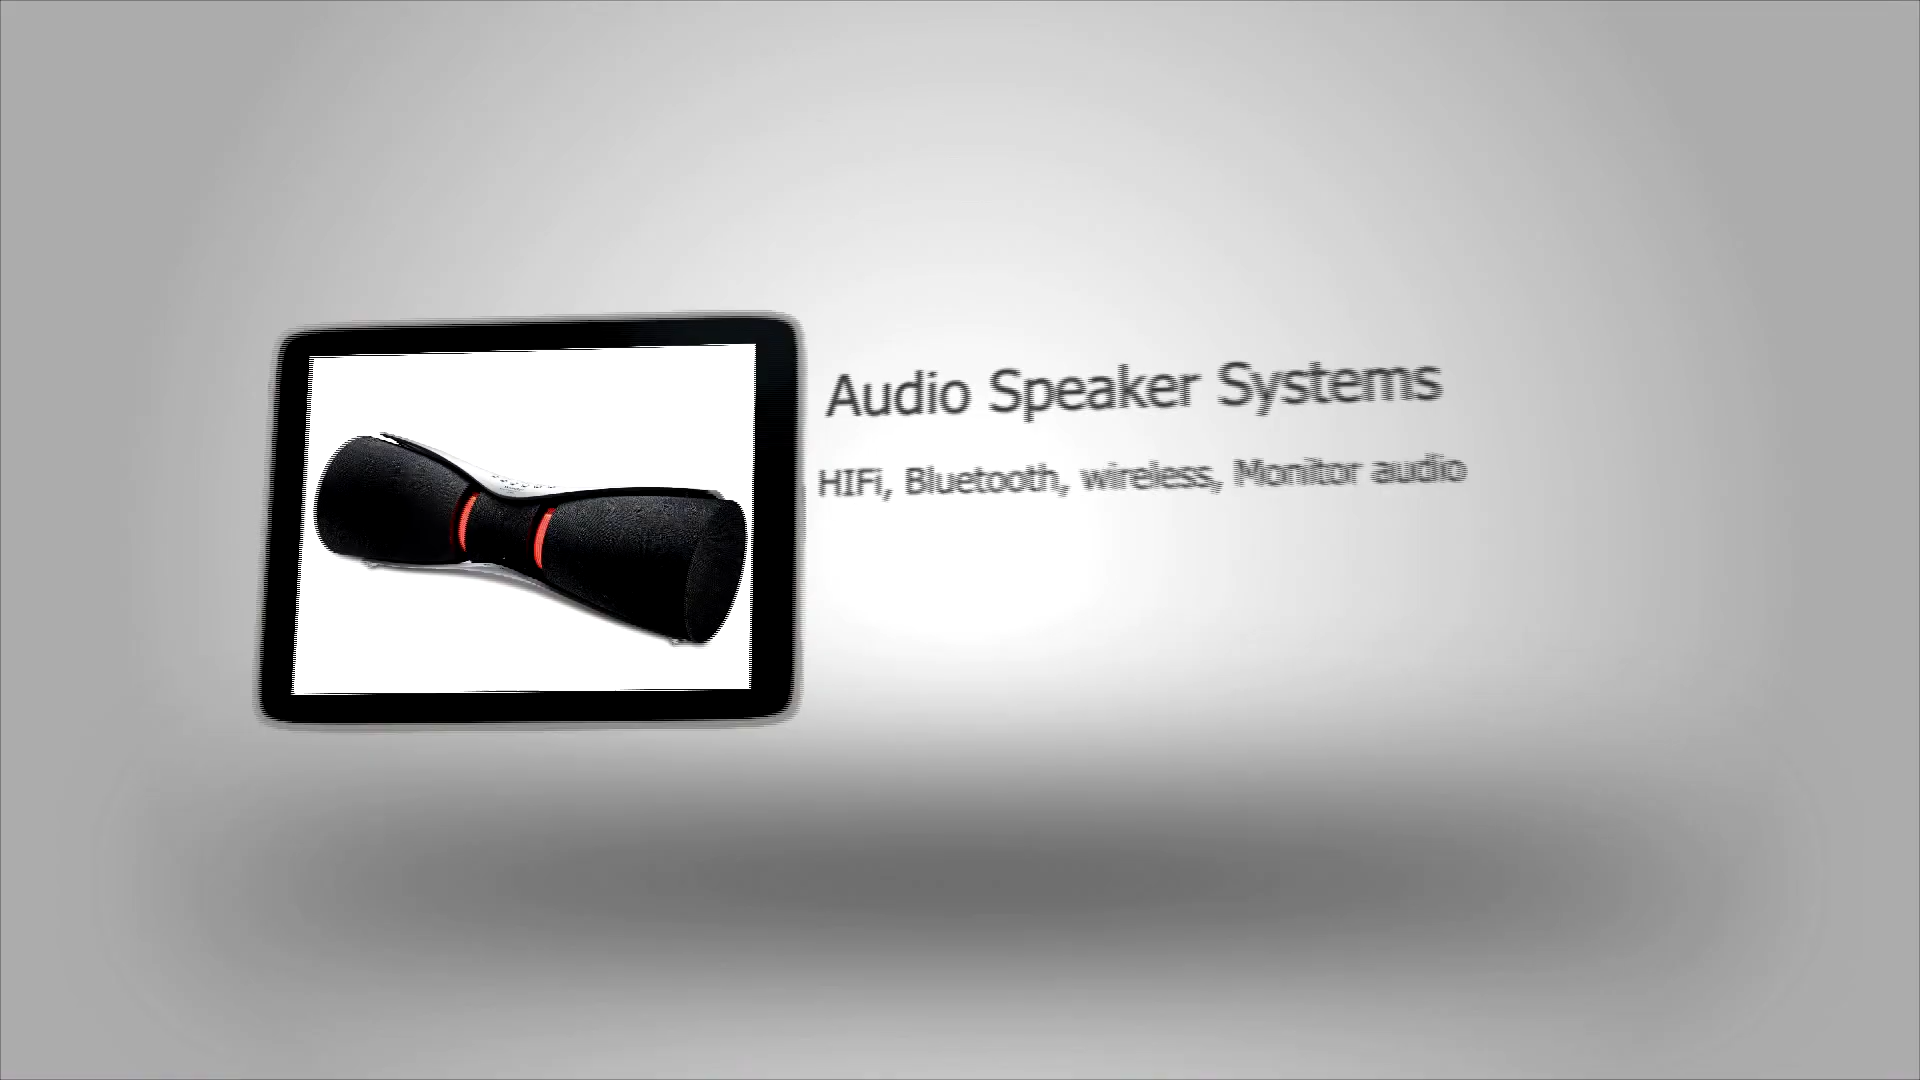 Audio Speaker Systems
HIFi, Bluetooth, wireless, Monitor audio